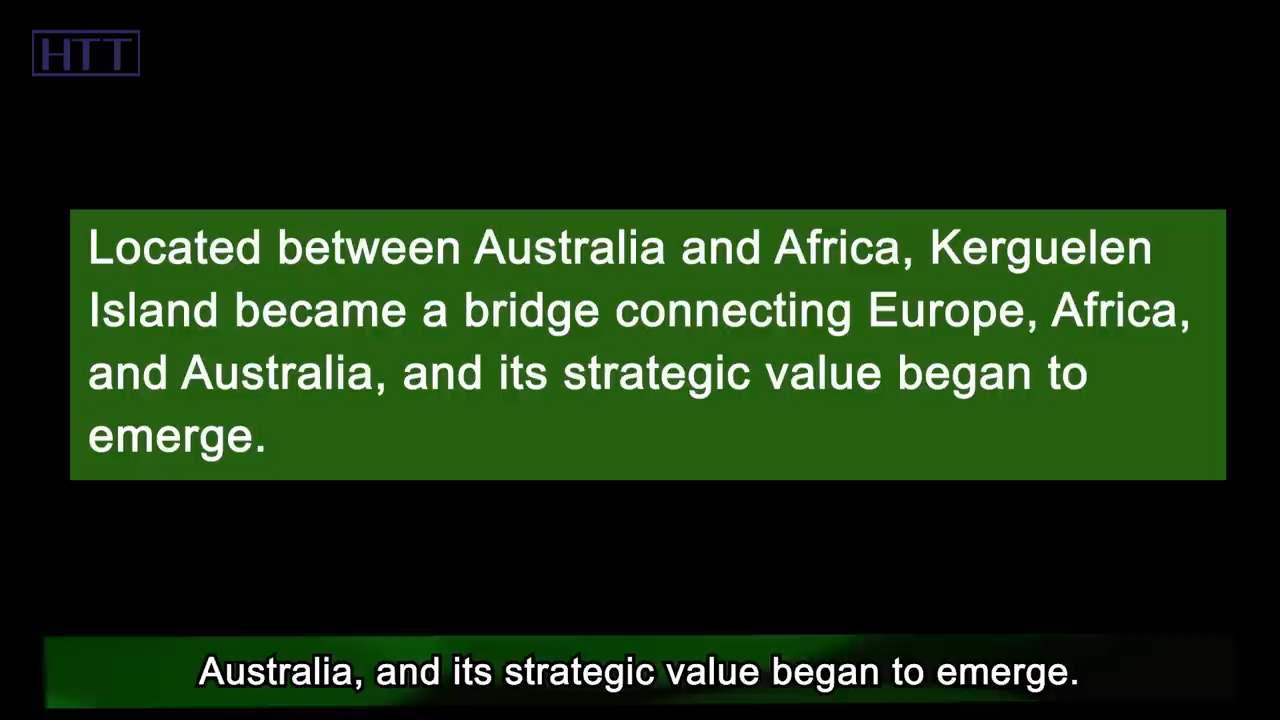 HTT
Located between Australia and Africa, Kerguelen
Island became a bridge connecting Europe, Africa,
and Australia, and its strategic value began to
emerge.
Australia, and its strategic value began to emerge.